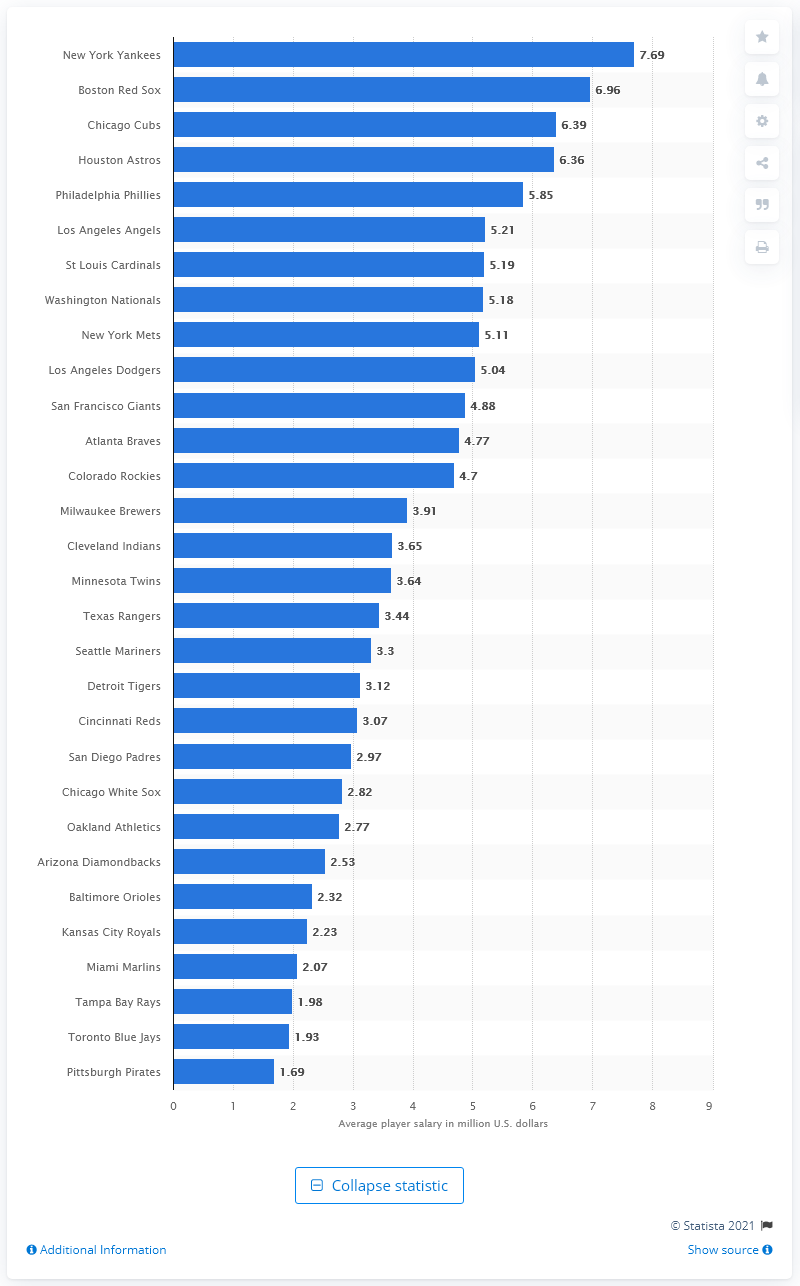 New York Yankees 7.69
Boston Red Sox 6.96
Chicago Cubs 6.39
Houston Astros 6.36
Philadelphia Phillies 5.85
Los Angeles Angels 5.21
St Louis Cardinals 5.19
Washington Nationals 5.18
New York Mets 5.11
Los Angeles Dodgers 5.04
San Francisco Giants 4.88
Atlanta Braves 4.77
Colorado Rockies 4.7
Milwaukee Brewers 3.91
Cleveland Indians 3.65
Minnesota Twins 3.64
Texas Rangers 3.44
Seattle Mariners 3.3
Detroit Tigers 3.12
Cincinnati Reds 3.07
San Diego Padres 2.97
Chicago White Sox 2.82
Oakland Athletics 2.77
Arizona Diamondbacks 2.53
Baltimore Orioles 2.32
Kansas City Royals 2.23
Miami Marlins 2.07
Tampa Bay Rays 1.98
Toronto Blue Jays 1.93
Pittsburgh Pirates 1.69
0 1 2 3 4 5 6 7 8 9
Average player salary in million U.S. dollars
Collapse statistic
© Statista 2021
Additional Information Show source